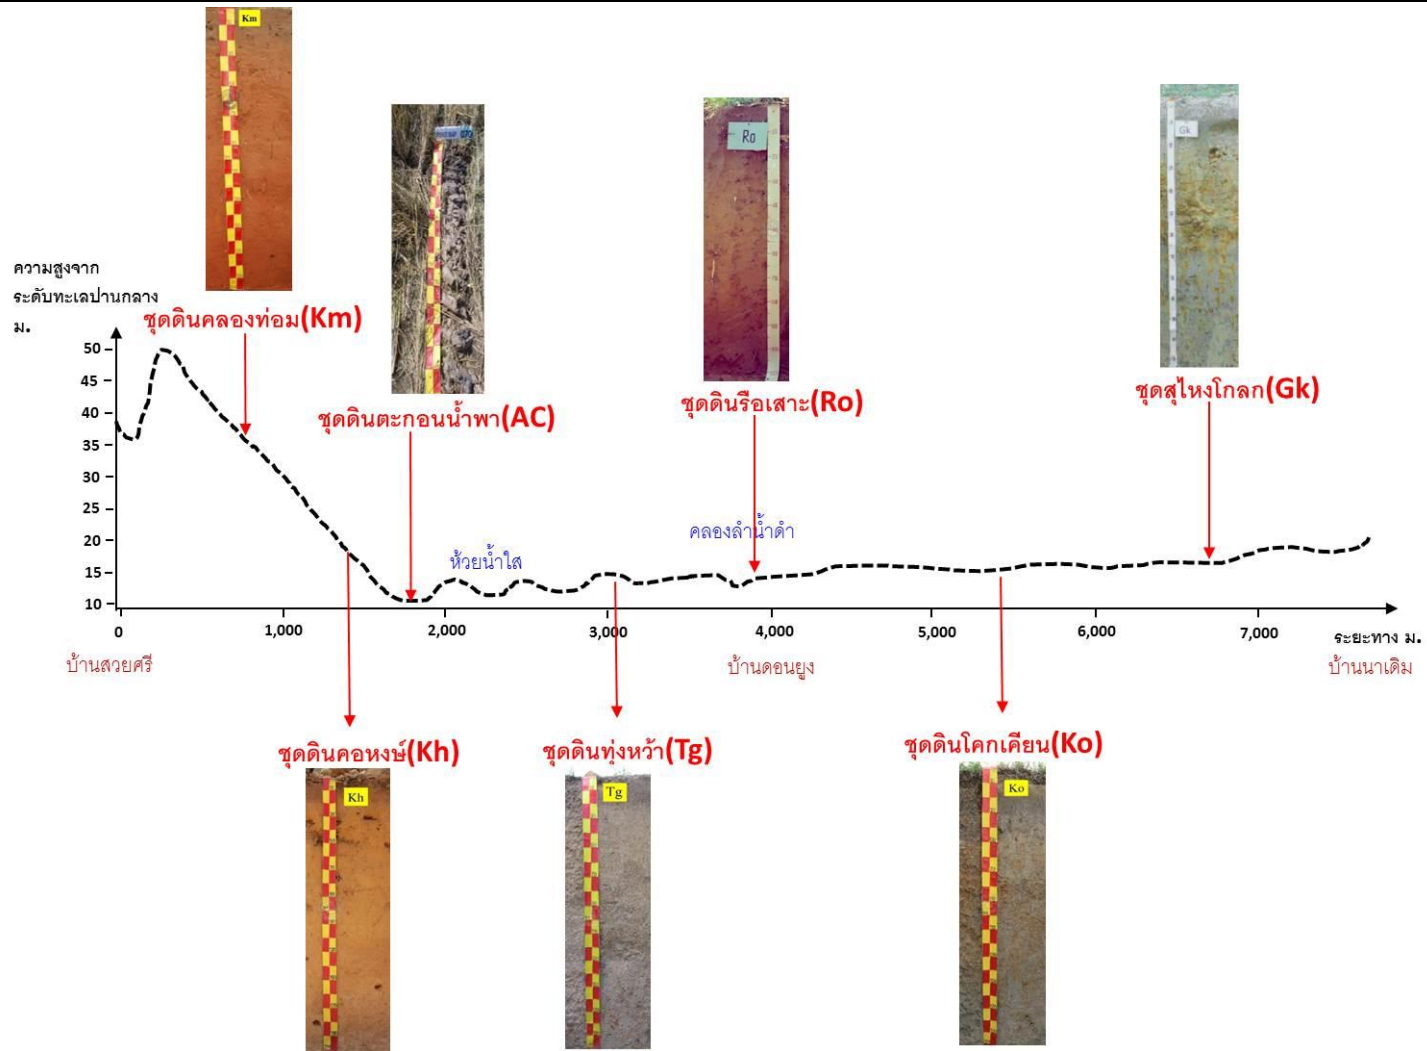 Km
Ro
Gk
ความสูงจาก
ระดับทะเลปานกลาง
ม.
ชุดดินคลองท่อม(Km)
ชุดดินตะกอนน้ำพา(AC)
ชุดดินรือเสาะ(Ro)
ชุดสุไหงโกลก(Gk)
50
45
40
35
30
25
20
15
10
ห้วยน้ำใส
คลองลำน้ำดำ
0
1,000
2,000
3,000
4,000
5,000
6,000
7,000
ระยะทาง ม.
บ้านสวยศรี
บ้านดอนยูง
บ้านนาเดิม
ชุดดินคอหงษ์(Kh)
ชุดดินทุ่งหว้า(Tg)
ชุดดินโคกเคียน(Ko)
Kh
Tg
Ko